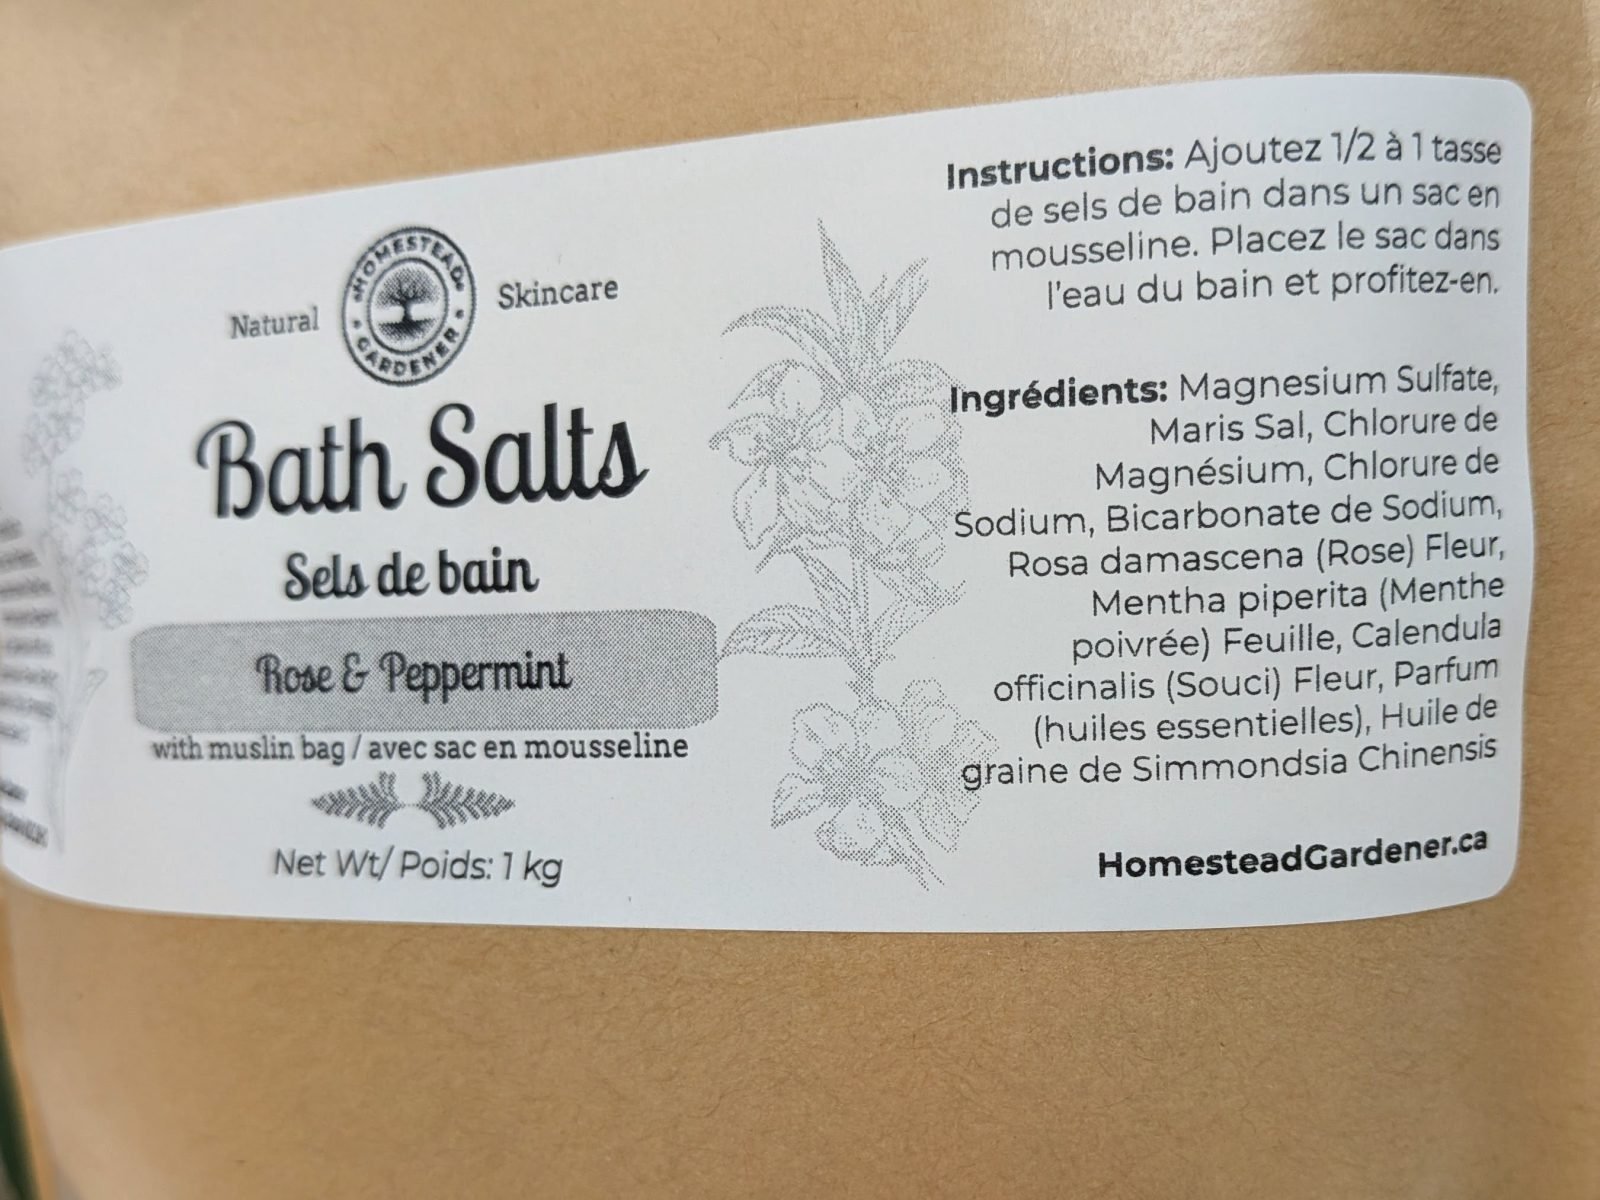 Natural
HOMESTEAD
GARDENER
Skincare
Bath Salts
Sels de bain
Rose & Peppermint
with muslin bag / avec sac en mousseline
Net Wt/ Poids: 1 kg
Instructions: Ajoutez 1/2 à 1 tasse
de sels de bain dans un sac en
mousseline. Placez le sac dans
l'eau du bain et profitez-en.
Ingrédients: Magnesium Sulfate,
Maris Sal, Chlorure de
Magnésium, Chlorure de
Sodium, Bicarbonate de Sodium,
Rosa damascena (Rose) Fleur,
Mentha piperita (Menthe
poivrée) Feuille, Calendula
officinalis (Souci) Fleur, Parfum
(huiles essentielles), Huile de
graine de Simmondsia Chinensis
HomesteadGardener.ca